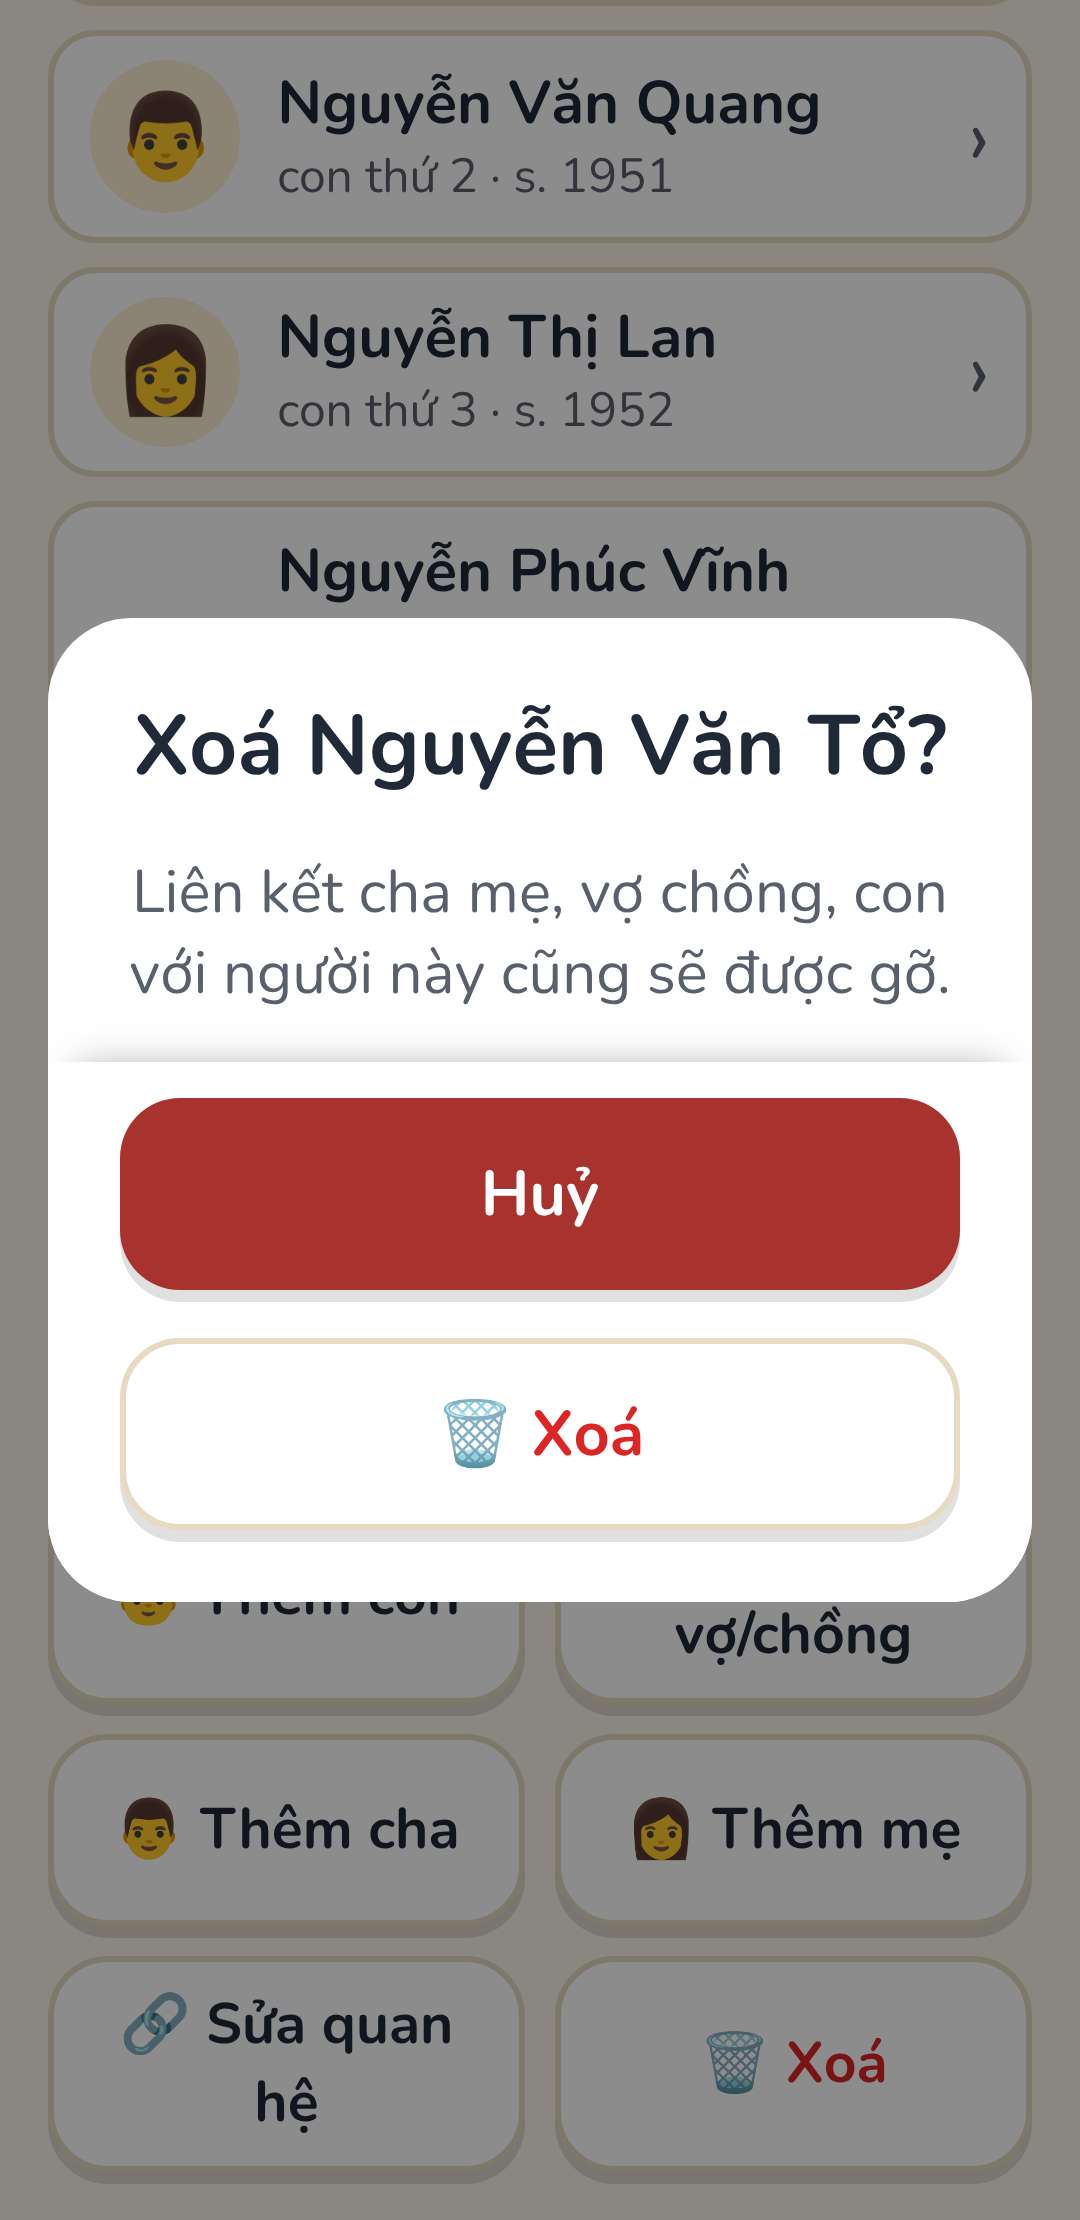 Nguyễn Văn Quang
con thứ 2 · s. 1951
Nguyễn Thị Lan
con thứ 3 · s. 1952
Nguyễn Phúc Vĩnh
Xoá Nguyễn Văn Tổ?
Liên kết cha mẹ, vợ chồng, con
với người này cũng sẽ được gỡ.
Huỷ
Xoá
Thêm con
vợ/chồng
Thêm cha
Thêm mẹ
Sửa quan
hệ
Xoá